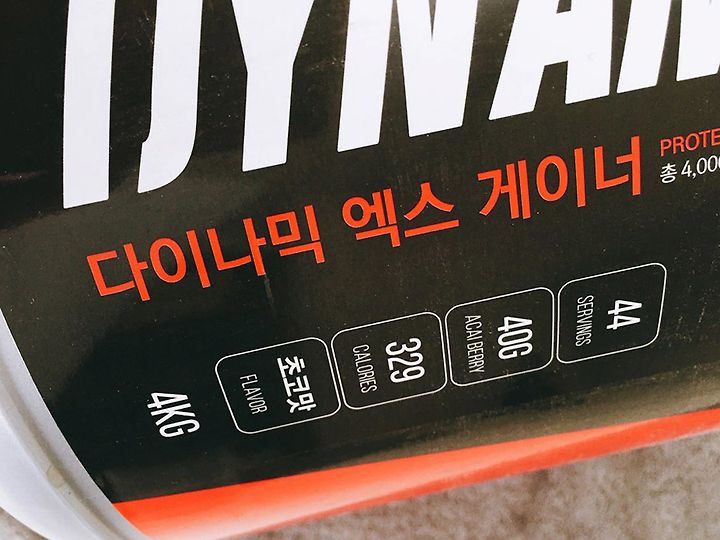 DYNAM
다이나믹 엑스 게이너
총 4,000
44
SERVINGS
40G
ACAI BERRY
329
CALORIES
초코맛
FLAVOR
4KG